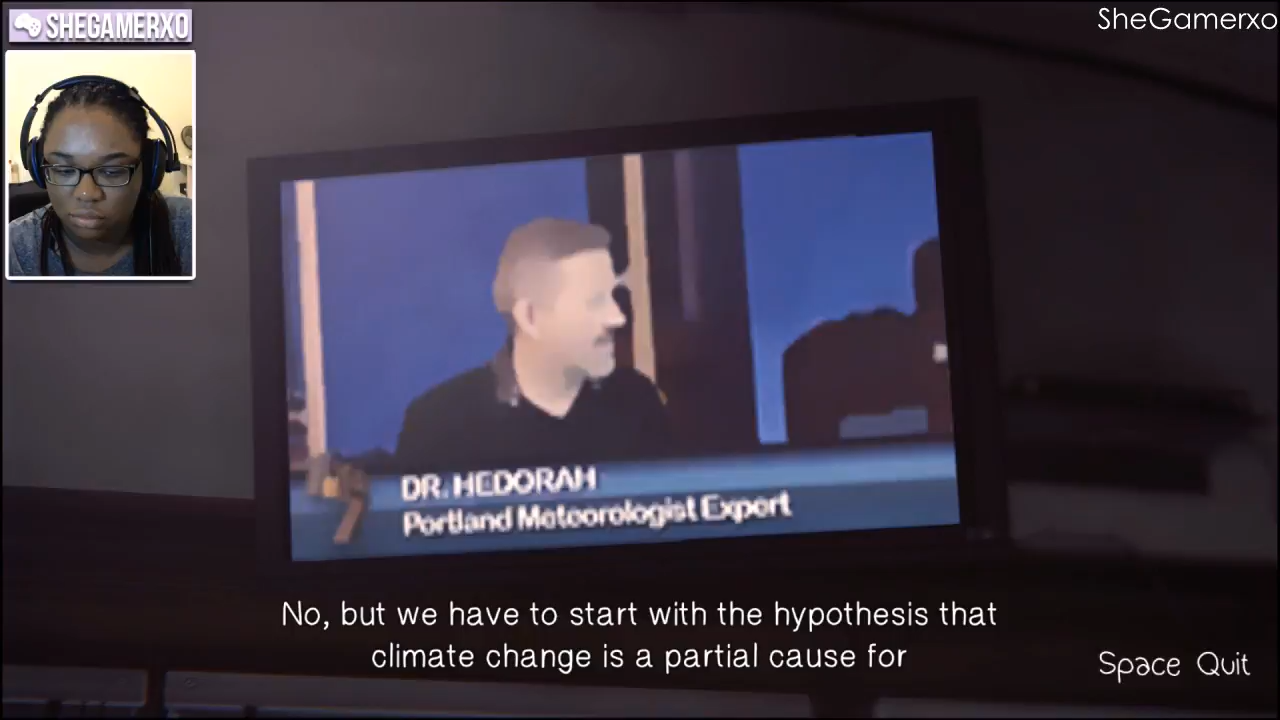 SHEGAMERXO
SheGamerxo
DR. HEDORAH
Portland Meteorologist Expert
No, but we have to start with the hypothesis that
climate change is a partial cause for
Space Quit